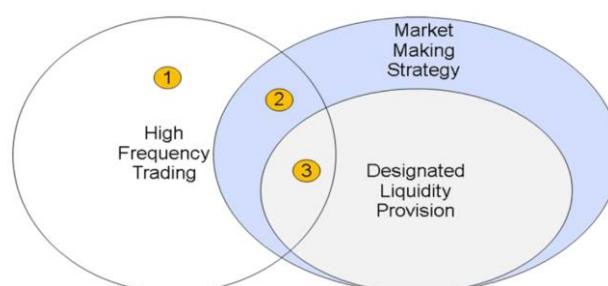 Market
Making
Strategy
1
2
High
Frequency
Trading
3
Designated
Liquidity
Provision